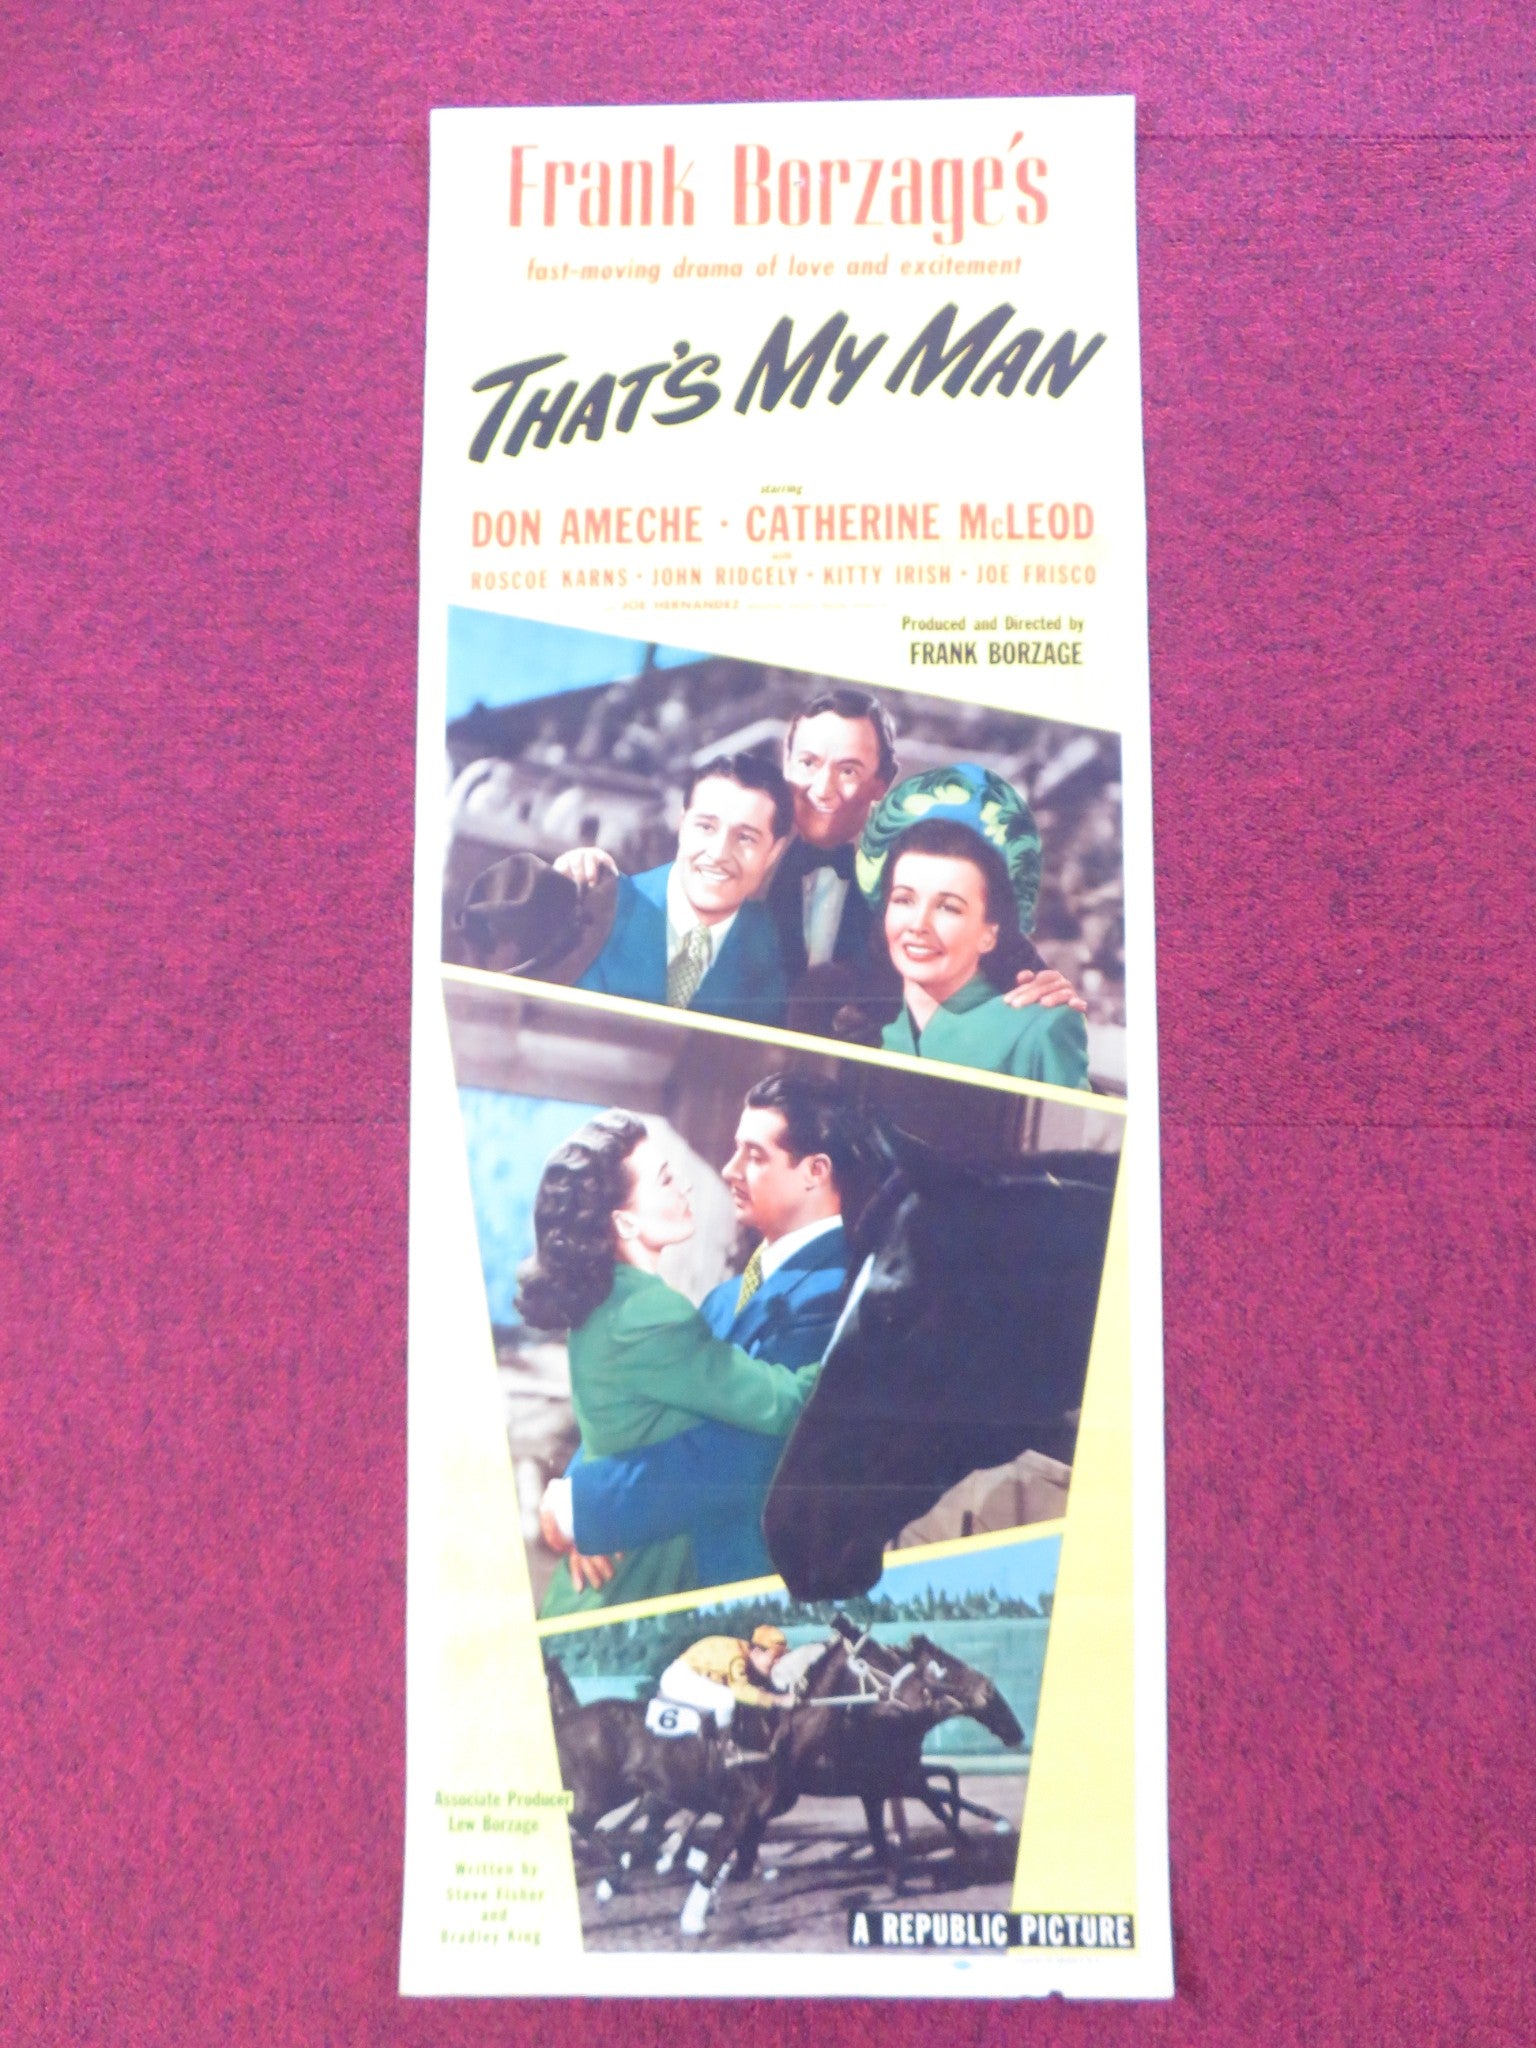 Frank Borzage's
fast-moving drama of love and excitement
THAT'S MY MAN
starring
DON AMECHE · CATHERINE McLEOD
with
ROSCOE KARNS · JOHN RIDGELY · KITTY IRISH · JOE FRISCO
JOE HERNANDEZ
Produced and Directed by
FRANK BORZAGE
6
Associate Producer
Lew Borzage
Written by
Steve Fisher
and
Bradley King
A REPUBLIC PICTURE